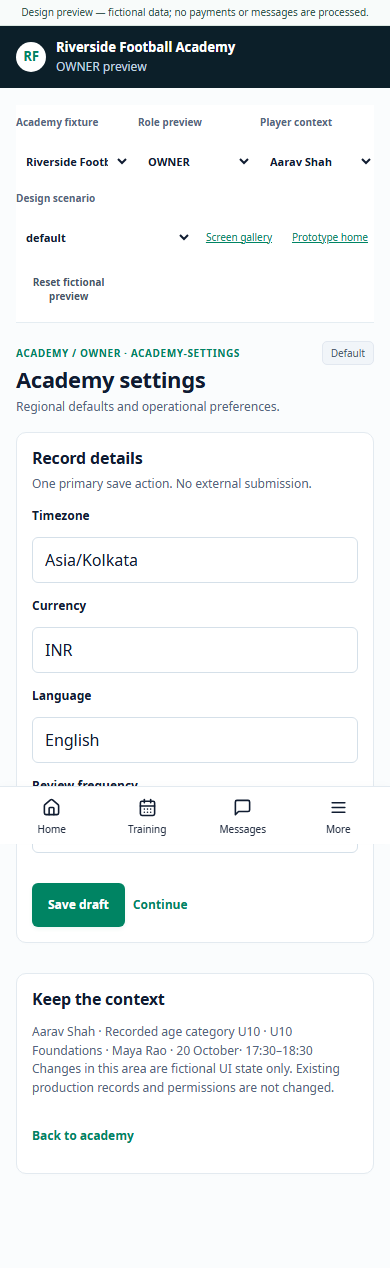 Design preview — fictional data; no payments or messages are processed.
RF
Riverside Football Academy
OWNER preview
Academy fixture
Role preview
Player context
Riverside Footb
OWNER
Aarav Shah
Design scenario
default
Screen gallery
Prototype home
Reset fictional
preview
ACADEMY / OWNER · ACADEMY-SETTINGS
Default
Academy settings
Regional defaults and operational preferences.
Record details
One primary save action. No external submission.
Timezone
Asia/Kolkata
Currency
INR
Language
English
Review frequency
Home
Training
Messages
More
Save draft
Continue
Keep the context
Aarav Shah · Recorded age category U10 · U10
Foundations · Maya Rao · 20 October· 17:30–18:30
Changes in this area are fictional UI state only. Existing
production records and permissions are not changed.
Back to academy